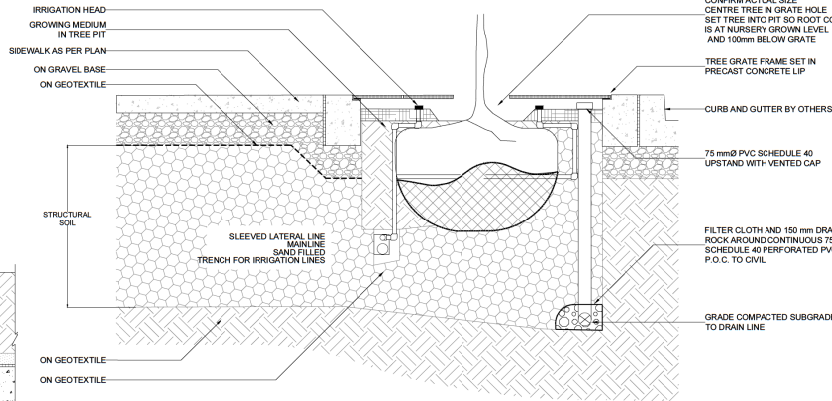 IRRIGATION HEAD
GROWING MEDIUM
IN TREE PIT
SIDEWALK AS PER PLAN
ON GRAVEL BASE
ON GEOTEXTILE
STRUCTURAL
SOIL
SLEEVED LATERAL LINE
MAINLINE
SAND FILLED
TRENCH FOR IRRIGATION LINES
ON GEOTEXTILE
ON GEOTEXTILE
CONFIRM ACTUAL SIZE
CENTRE TREE IN GRATE HOLE
SET TREE INTO PIT SO ROOT CO
IS AT NURSERY GROWN LEVEL
AND 100mm BELOW GRATE
TREE GRATE FRAME SET IN
PRECAST CONCRETE LIP
CURB AND GUTTER BY OTHERS
75 mmØ PVC SCHEDULE 40
UPSTAND WITH VENTED CAP
FILTER CLOTH AND 150 mm DRA
ROCK AROUND CONTINUOUS 75
SCHEDULE 40 PERFORATED PV
P.O.C. TO CIVIL
GRADE COMPACTED SUBGRAD
TO DRAIN LINE